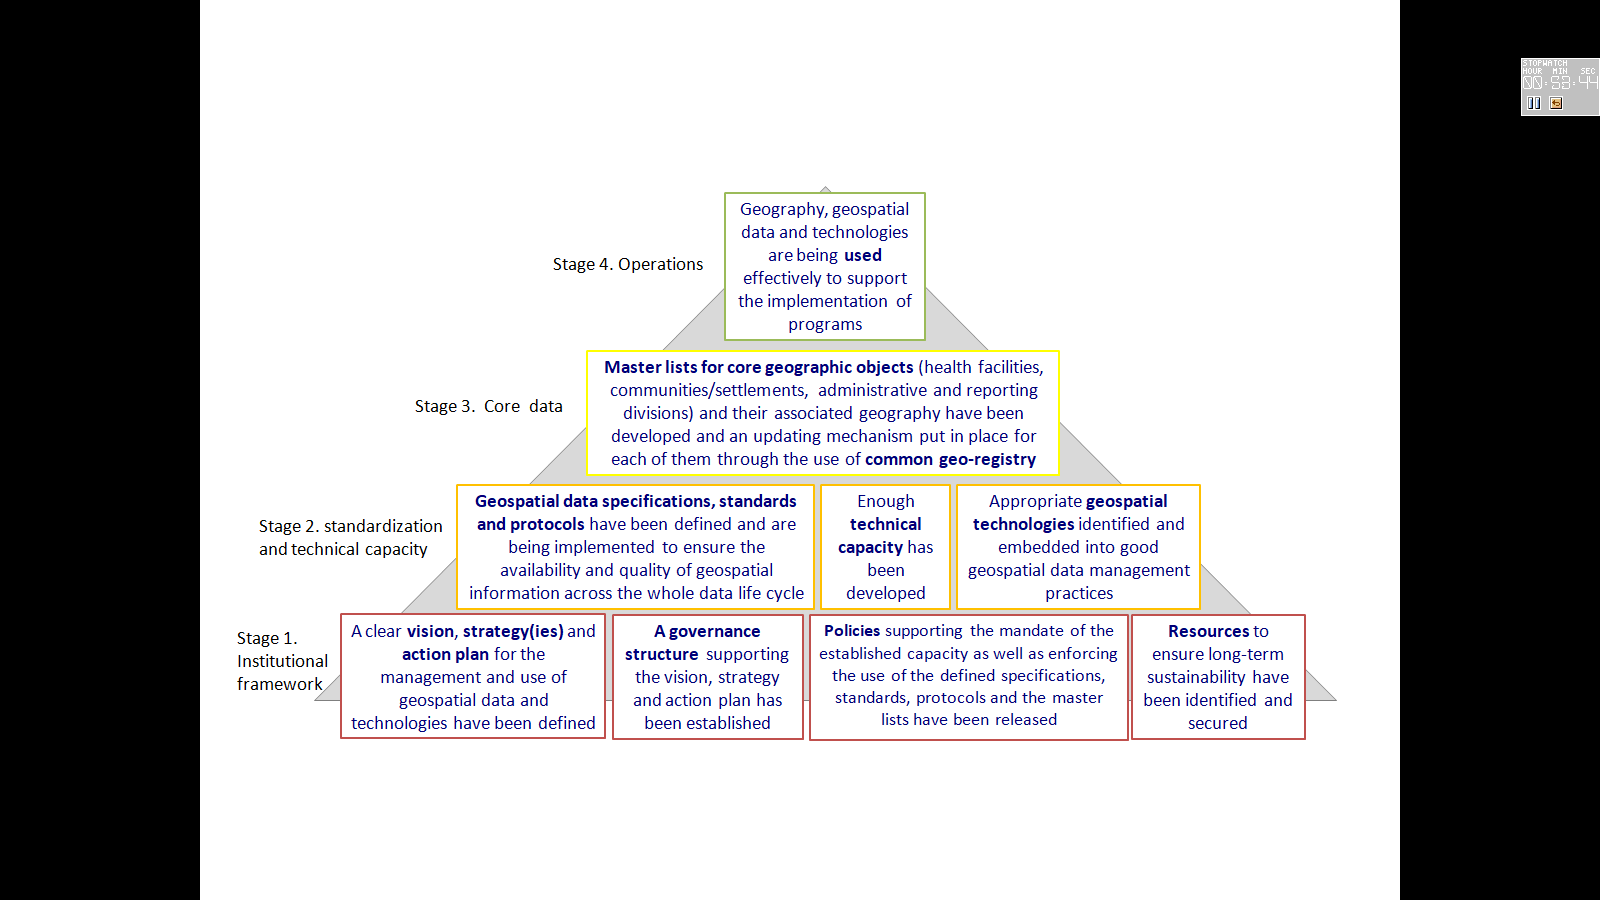 STOPWATCH
HOUR MIN SEC
00:53:44
Geography, geospatial
data and technologies
are being used
effectively to support
the implementation of
programs
Stage 4. Operations
Master lists for core geographic objects (health facilities,
communities/settlements, administrative and reporting
divisions) and their associated geography have been
developed and an updating mechanism put in place for
each of them through the use of common geo-registry
Stage 3. Core data
Stage 2. standardization
and technical capacity
Geospatial data specifications, standards
and protocols have been defined and are
being implemented to ensure the
availability and quality of geospatial
information across the whole data life cycle
Enough
technical
capacity has
been
developed
Appropriate geospatial
technologies identified and
embedded into good
geospatial data management
practices
Stage 1.
Institutional
framework
A clear vision, strategy(ies) and
action plan for the
management and use of
geospatial data and
technologies have been defined
A governance
structure supporting
the vision, strategy
and action plan has
been established
Policies supporting the mandate of the
established capacity as well as enforcing
the use of the defined specifications,
standards, protocols and the master
lists have been released
Resources to
ensure long-term
sustainability have
been identified and
secured